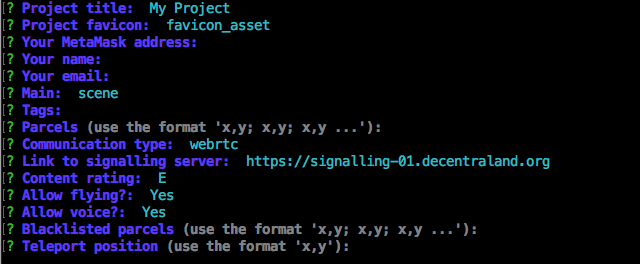 ? Project title: My Project
? Project favicon: favicon_asset
? Your MetaMask address:
? Your name:
? Your email:
? Main: scene
? Tags:
? Parcels (use the format 'x,y; x,y; x,y ...'):
? Communication type: webrtc
? Link to signalling server: https://signalling-01.decentraland.org
? Content rating: E
? Allow flying?: Yes
? Allow voice?: Yes
? Blacklisted parcels (use the format 'x,y; x,y; x,y ...'):
? Teleport position (use the format 'x,y'):